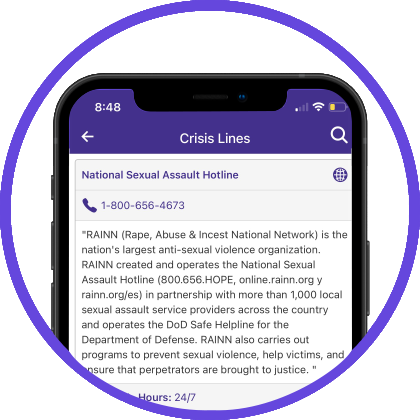 8:48
Crisis Lines
National Sexual Assault Hotline
1-800-656-4673
"RAINN (Rape, Abuse & Incest National Network) is the
nation's largest anti-sexual violence organization.
RAINN created and operates the National Sexual
Assault Hotline (800.656.HOPE, online.rainn.org y
rainn.org/es) in partnership with more than 1,000 local
sexual assault service providers across the country
and operates the DoD Safe Helpline for the
Department of Defense. RAINN also carries out
programs to prevent sexual violence, help victims, and
ensure that perpetrators are brought to justice. "
Hours: 24/7